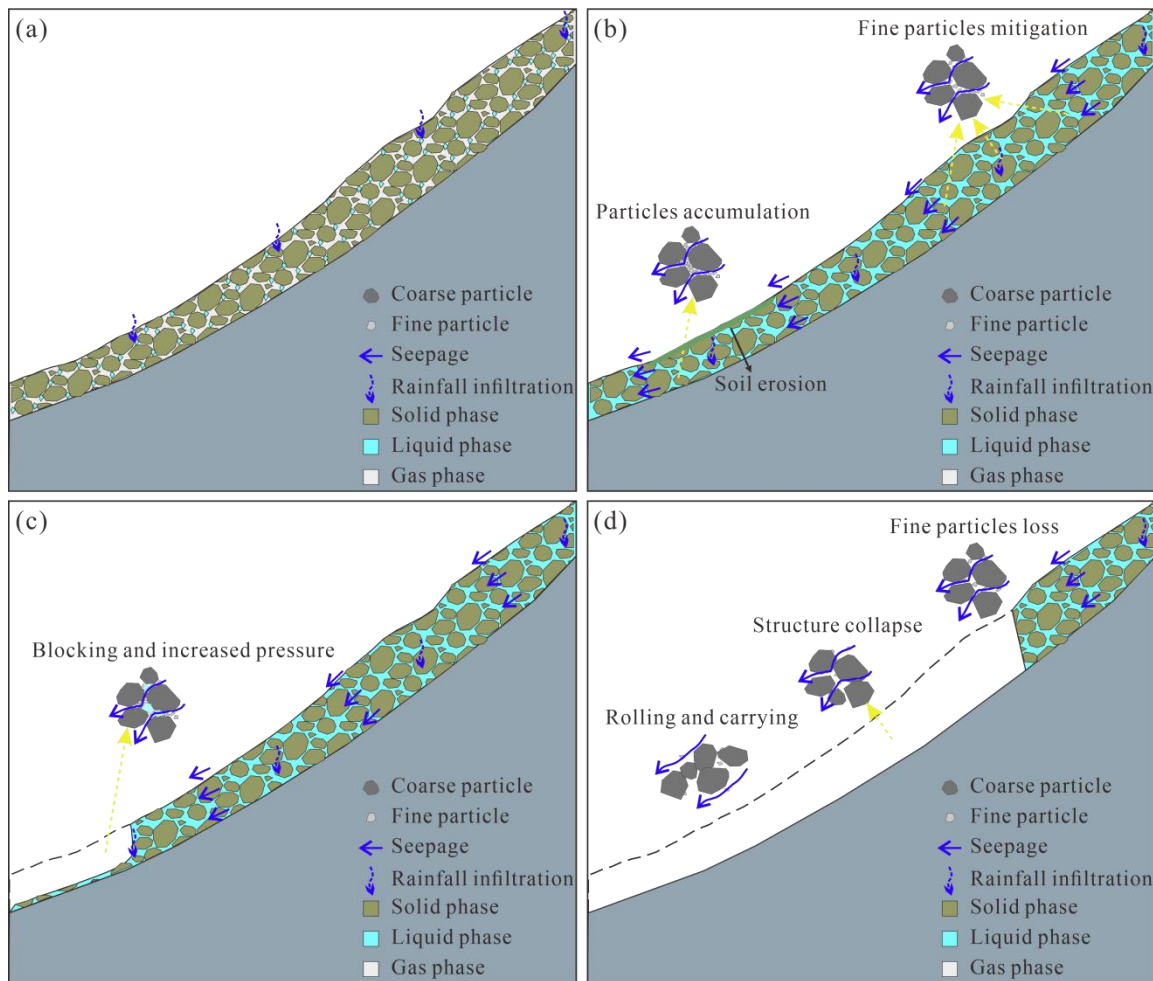 (a)
Coarse particle
Fine particle
Seepage
Rainfall infiltration
Solid phase
Liquid phase
Gas phase
(b)
Fine particles mitigation
Particles accumulation
Soil erosion
Coarse particle
Fine particle
Seepage
Rainfall infiltration
Solid phase
Liquid phase
Gas phase
(c)
Blocking and increased pressure
Coarse particle
Fine particle
Seepage
Rainfall infiltration
Solid phase
Liquid phase
Gas phase
(d)
Fine particles loss
Structure collapse
Rolling and carrying
Coarse particle
Fine particle
Seepage
Rainfall infiltration
Solid phase
Liquid phase
Gas phase